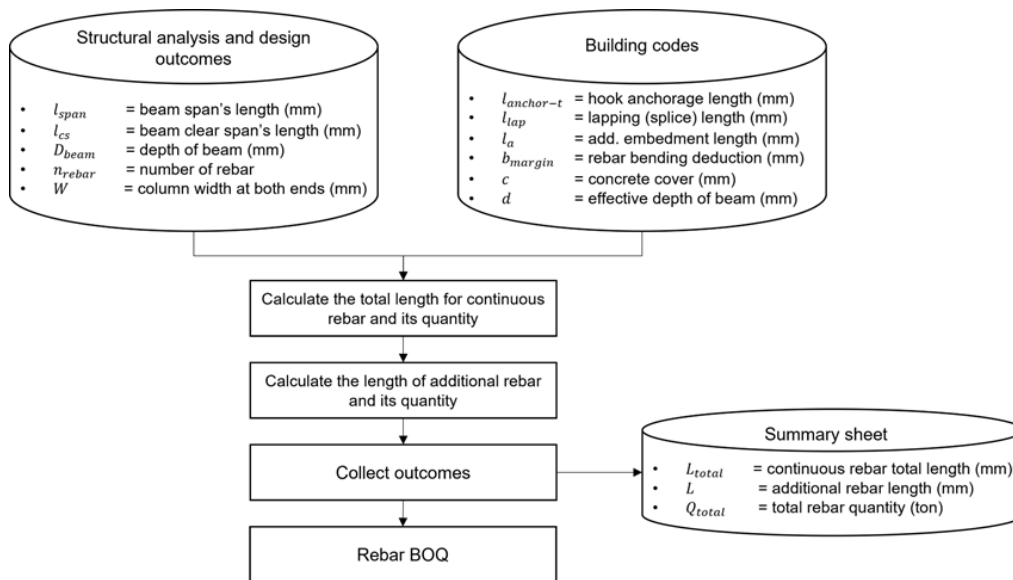 Structural analysis and design
outcomes
• l_span = beam span's length (mm)
• l_cs = beam clear span's length (mm)
• D_beam = depth of beam (mm)
• n_rebar = number of rebar
• W = column width at both ends (mm)
Building codes
• l_anchor-t = hook anchorage length (mm)
• l_lap = lapping (splice) length (mm)
• l_a = add. embedment length (mm)
• b_margin = rebar bending deduction (mm)
• c = concrete cover (mm)
• d = effective depth of beam (mm)
Calculate the total length for continuous
rebar and its quantity
Calculate the length of additional rebar
and its quantity
Collect outcomes
Summary sheet
• L_total = continuous rebar total length (mm)
• L = additional rebar length (mm)
• Q_total = total rebar quantity (ton)
Rebar BOQ